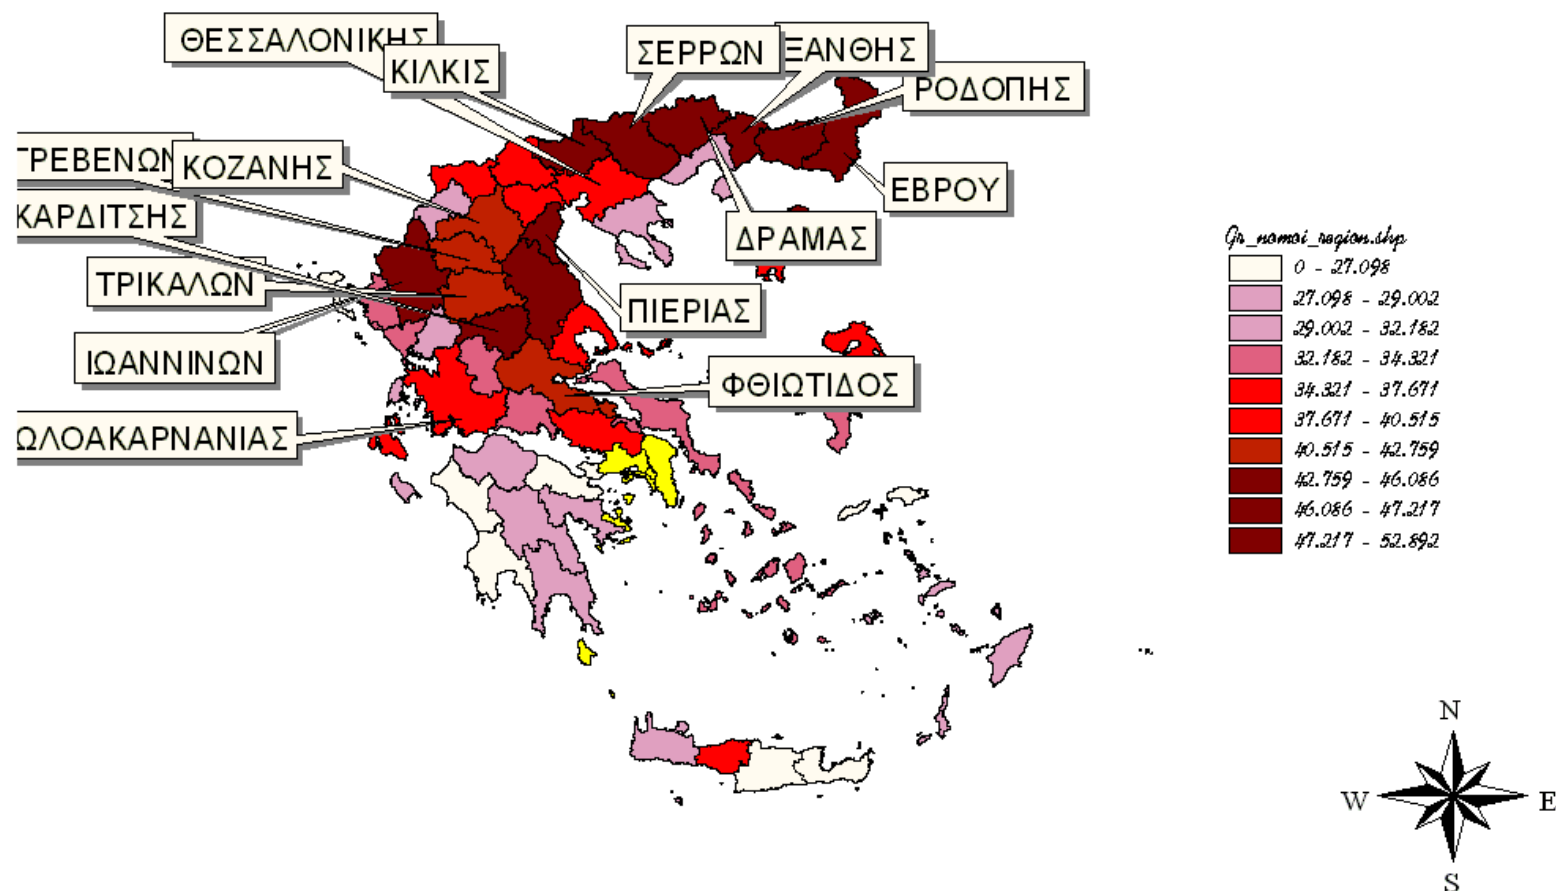 ΘΕΣΣΑΛΟΝΙΚΗΣ
ΚΙΛΚΙΣ
ΣΕΡΡΩΝ
ΞΑΝΘΗΣ
ΡΟΔΟΠΗΣ
ΓΡΕΒΕΝΩΝ
ΚΟΖΑΝΗΣ
ΕΒΡΟΥ
ΚΑΡΔΙΤΣΗΣ
ΔΡΑΜΑΣ
ΤΡΙΚΑΛΩΝ
ΠΙΕΡΙΑΣ
ΙΩΑΝΝΙΝΩΝ
ΦΘΙΩΤΙΔΟΣ
ΩΛΟΑΚΑΡΝΑΝΙΑΣ
Gr_nomoi_region.shp
0 - 27.098
27.098 - 29.002
29.002 - 32.182
32.182 - 34.321
34.321 - 37.671
37.671 - 40.515
40.515 - 42.759
42.759 - 46.086
46.086 - 47.217
47.217 - 52.892
N
W E
S